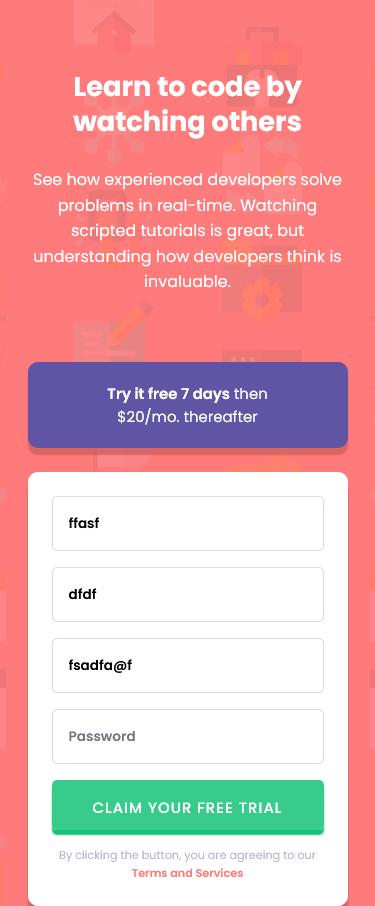 Learn to code by
watching others
See how experienced developers solve
problems in real-time. Watching
scripted tutorials is great, but
understanding how developers think is
invaluable.
Try it free 7 days then
$20/mo. thereafter
ffasf
dfdf
fsadfa@f
Password
CLAIM YOUR FREE TRIAL
By clicking the button, you are agreeing to our
Terms and Services